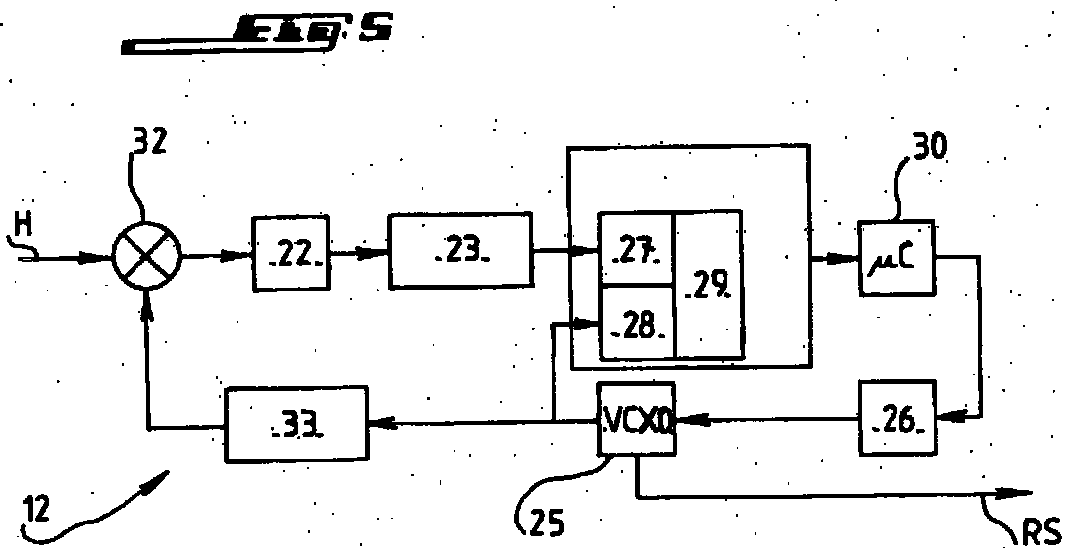 Fig. 5
32
30
H
.22.
.23.
.27.
.29.
.28.
µC
.33.
VCXO
.26.
12
25
RS